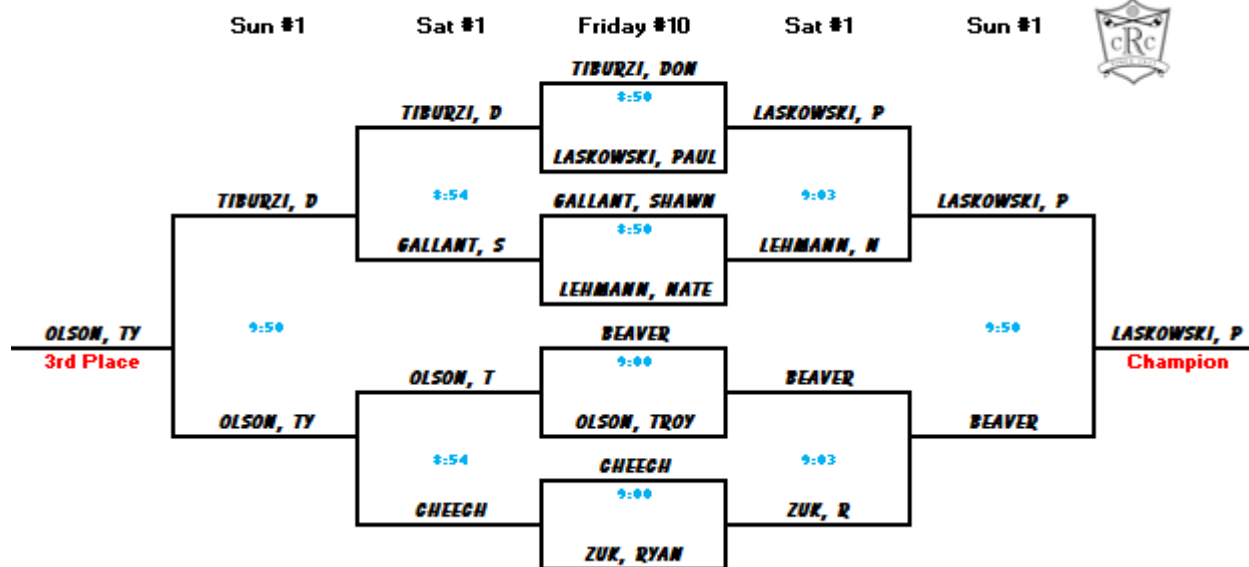 Sun #1 Sat #1 Friday #10 Sat #1 Sun #1
cRc
TIBURZI, DON
8:50
TIBURZI, D LASKOWSKI, P
LASKOWSKI, PAUL
TIBURZI, D 8:54 GALLANT, SHAWN 9:03 LASKOWSKI, P
8:50
GALLANT, S LEHMANN, N
LEHMANN, NATE
OLSON, TY 9:50 BEAVER 9:50 LASKOWSKI, P
3rd Place 9:00 Champion
OLSON, T BEAVER
OLSON, TY OLSON, TROY BEAVER
8:54 CHEECH 9:03
9:00
CHEECH ZUK, R
ZUK, RYAN